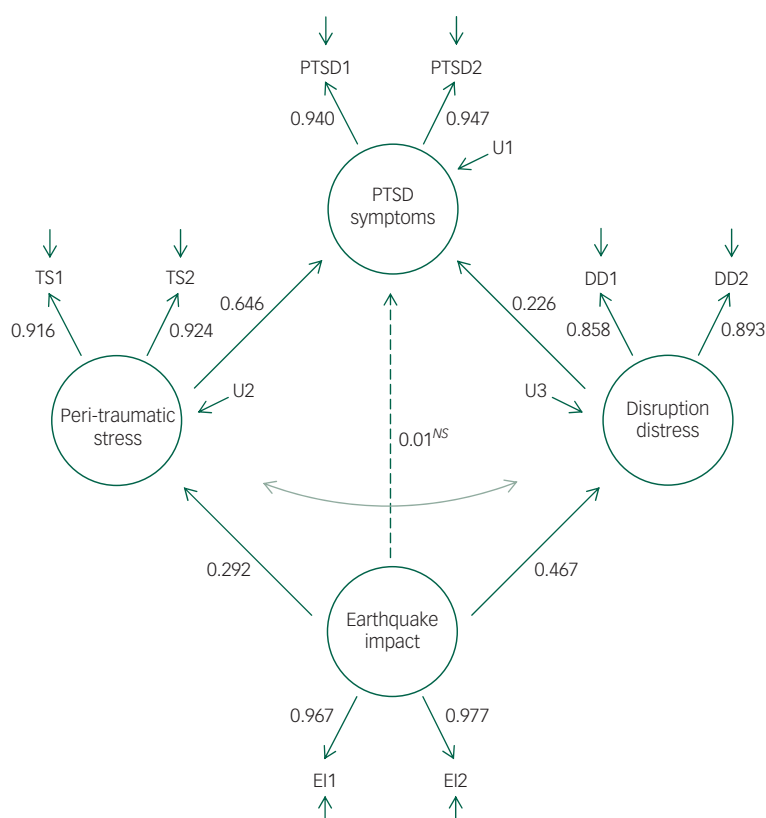 PTSD1 PTSD2
0.940 0.947
U1
PTSD
symptoms
TS1 TS2 DD1 DD2
0.916 0.924 0.646 0.226 0.858 0.893
U2 U3
Peri-traumatic
stress
Disruption
distress
0.01NS
0.292 0.467
Earthquake
impact
0.967 0.977
EI1 EI2